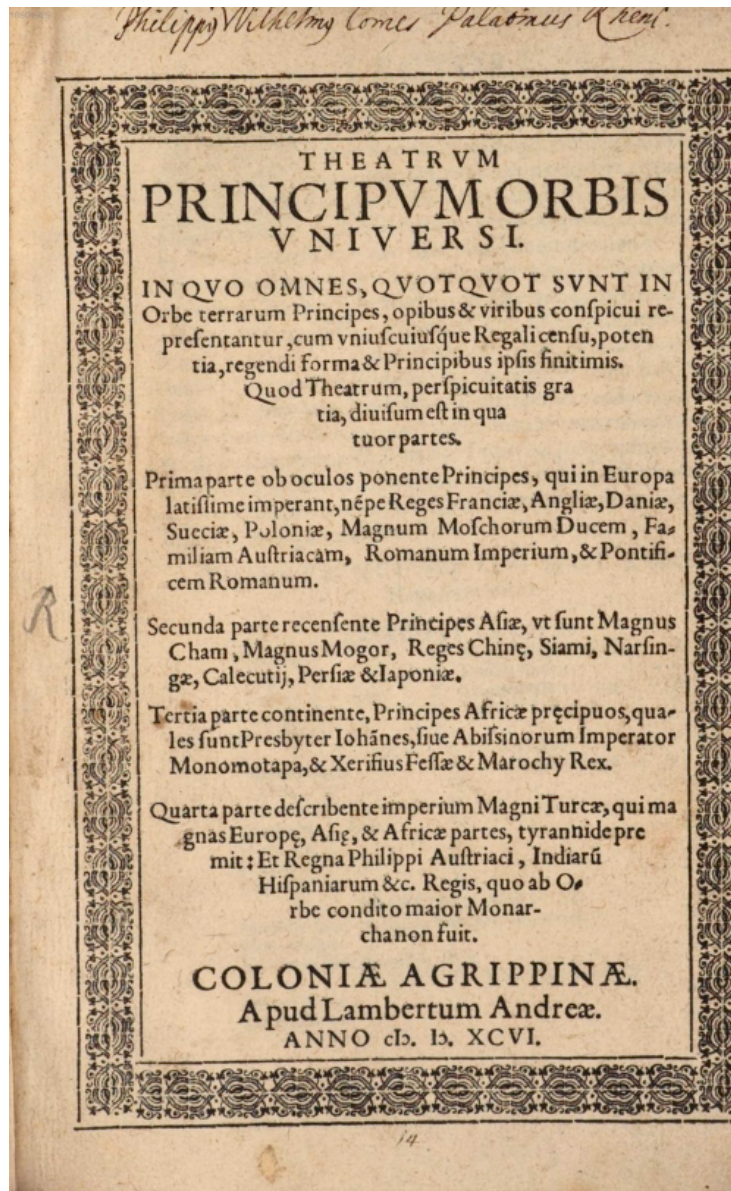 Philippus Wilhelmus Comes Palatinus Rheni.
THEATRVM
PRINCIPVM ORBIS
VNIVERSI.
IN QVO OMNES, QVOTQVOT SVNT IN
Orbe terrarum Principes, opibus & viribus conſpicui re-
preſentantur, cum vniuſcuiuſq́ue Regali cenſu, poten
tia, regendi forma & Principibus ipſis finitimis.
Quod Theatrum, perſpicuitatis gra
tia, diuiſum eſt in qua
tuor partes.
Prima parte ob oculos ponente Principes, qui in Europa
latiſſime imperant, nẽpe Reges Franciæ, Angliæ, Daniæ,
Sueciæ, Poloniæ, Magnum Moſchorum Ducem, Fa-
miliam Auſtriacam, Romanum Imperium, & Pontifi-
cem Romanum.
Secunda parte recenſente Principes Aſiæ, vt ſunt Magnus
Cham, Magnus Mogor, Reges Chinę, Siami, Narſin-
gæ, Calecutij, Perſiæ & Iaponiæ.
Tertia parte continente, Principes Africæ pręcipuos, qua-
les ſunt Presbyter Iohãnes, ſiue Abiſsinorum Imperator
Monomotapa, & Xerifius Feſſæ & Marochy Rex.
Quarta parte deſcribente imperium Magni Turcæ, qui ma
gnas Europę, Aſię, & Africæ partes, tyrannide pre
mit: Et Regna Philippi Auſtriaci, Indiarũ
Hiſpaniarum &c. Regis, quo ab O-
rbe condito maior Monar-
cha non fuit.
COLONIÆ AGRIPPINÆ.
Apud Lambertum Andreæ.
ANNO cIↄ. Iↄ. XCVI.
R
14